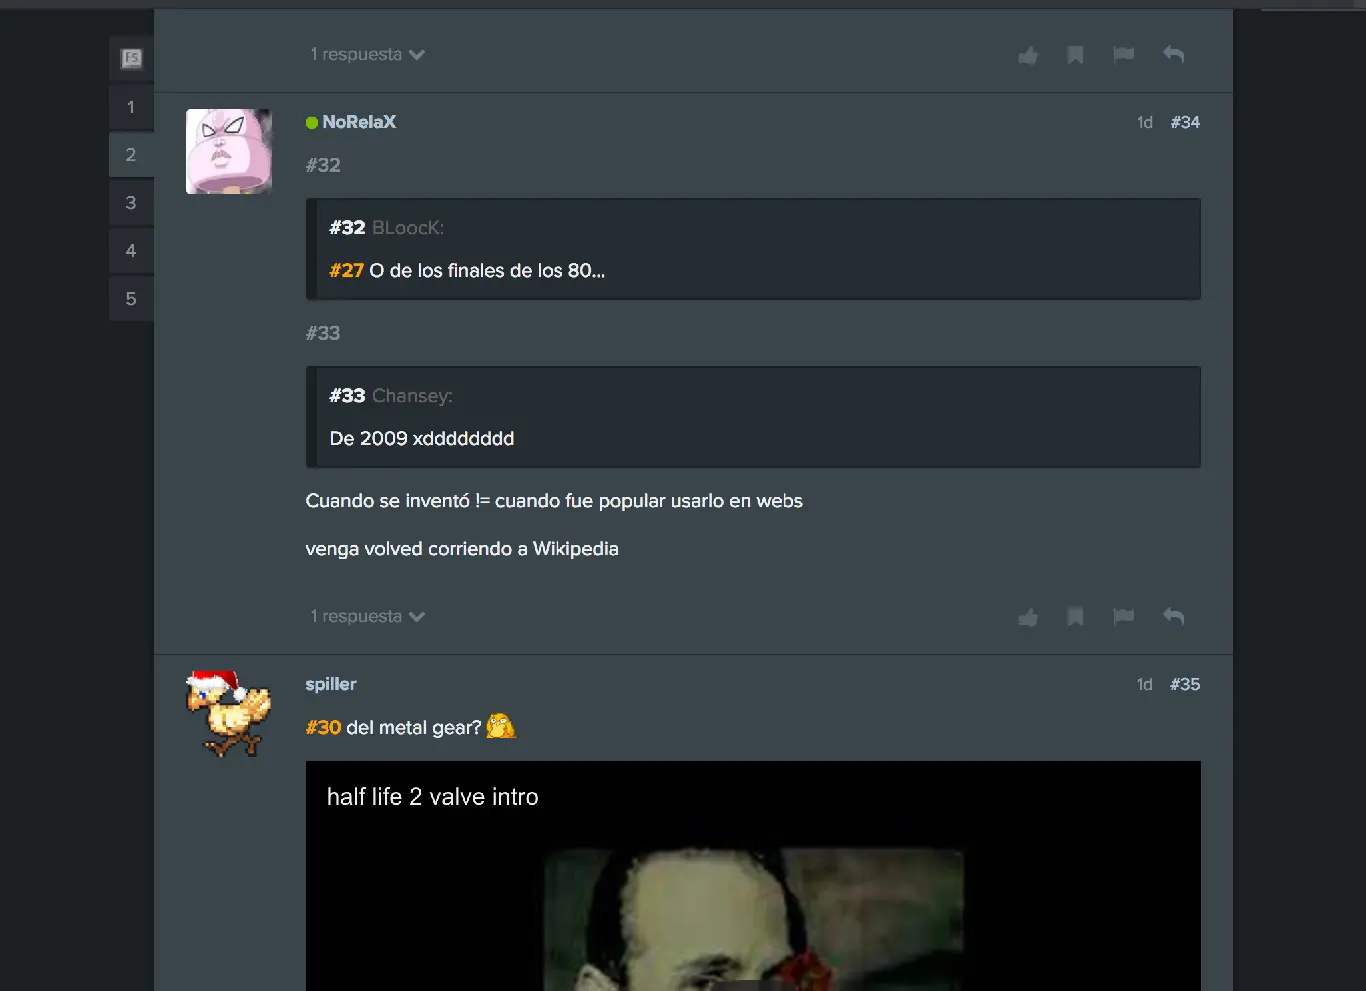 1 respuesta
FS
1
2
3
4
5
NoRelaX 1d #34
#32
#32 BLoocK:
#27 O de los finales de los 80...
#33
#33 Chansey:
De 2009 xdddddddd
Cuando se inventó != cuando fue popular usarlo en webs
venga volved corriendo a Wikipedia
1 respuesta
spiller 1d #35
#30 del metal gear?
half life 2 valve intro